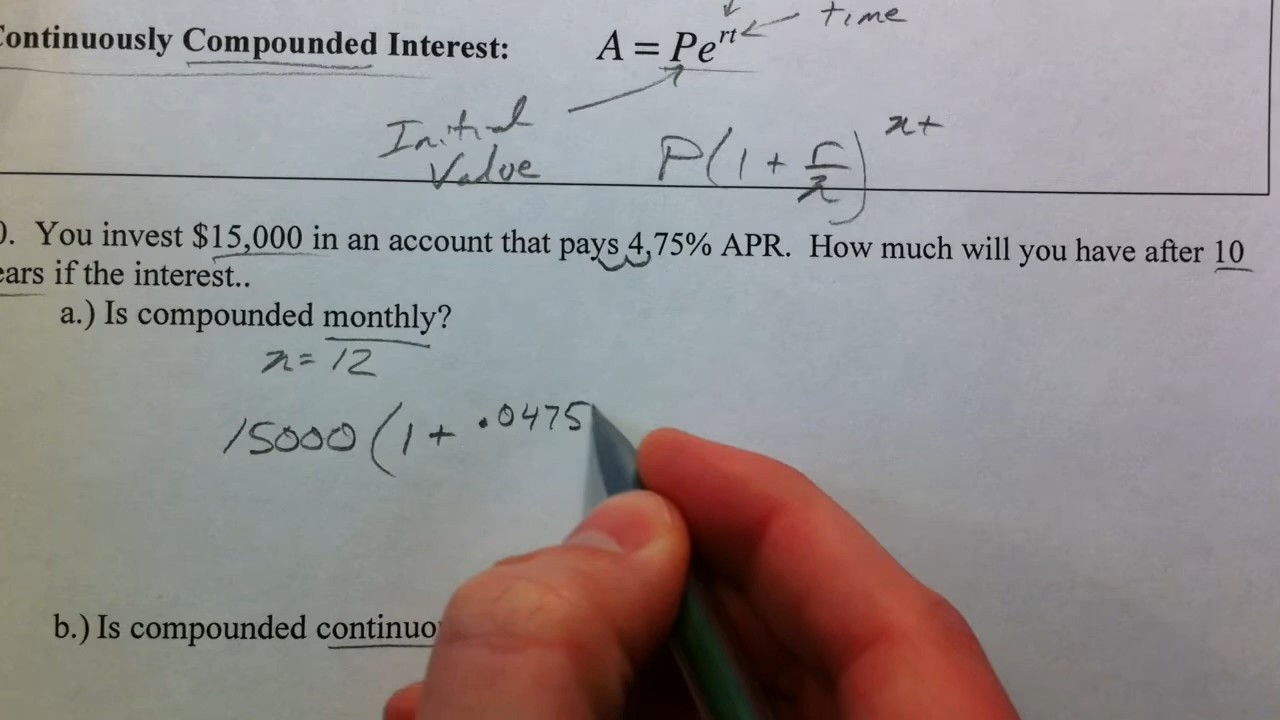 time
ontinuously Compounded Interest: A = Pe^rt
Initial
Value
P(1 + r/n)^nt
. You invest $15,000 in an account that pays 4.75% APR. How much will you have after 10
ears if the interest..
a.) Is compounded monthly?
n = 12
15000 (1 + .0475
b.) Is compounded continuo